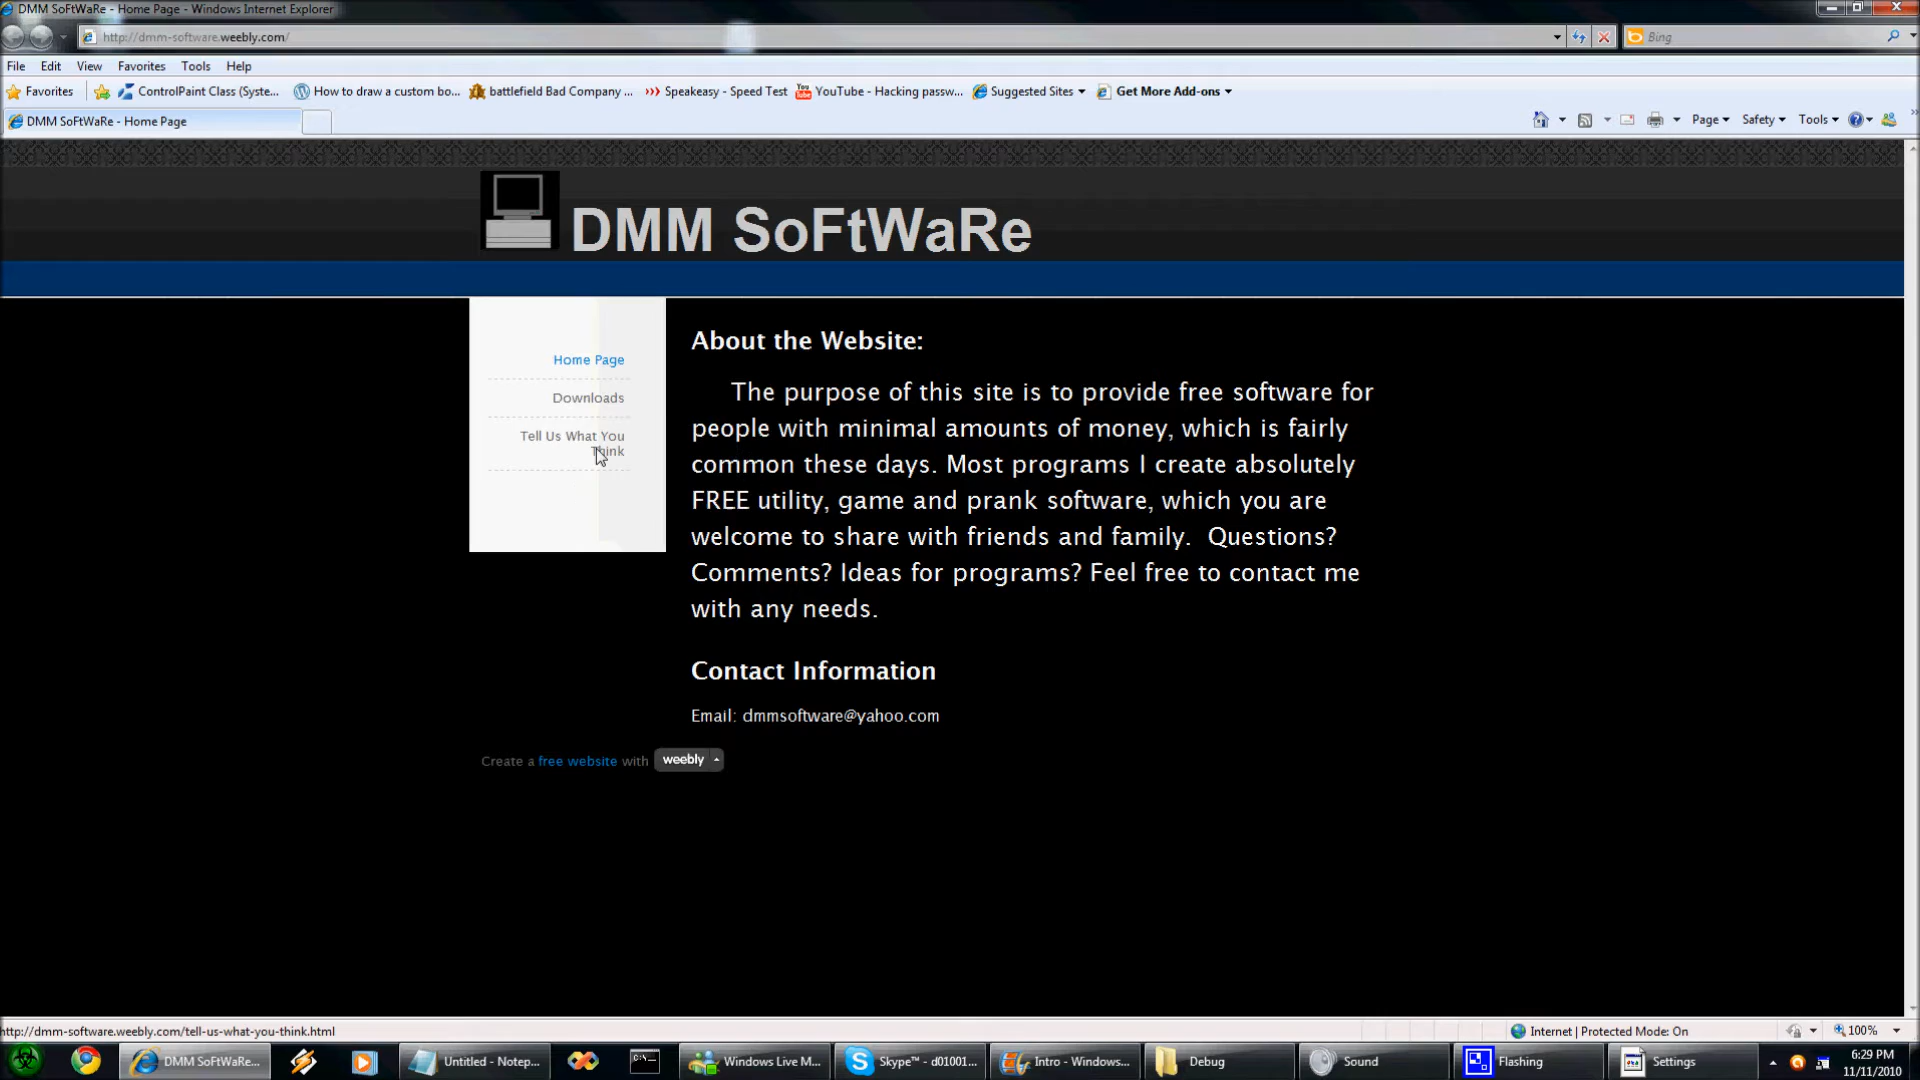 DMM SoFtWaRe - Home Page - Windows Internet Explorer
http://dmm-software.weebly.com/
Bing
File Edit View Favorites Tools Help
Favorites ControlPaint Class (Syste... How to draw a custom bo... battlefield Bad Company ... Speakeasy - Speed Test YouTube - Hacking passw... Suggested Sites Get More Add-ons
DMM SoFtWaRe - Home Page
Page Safety Tools
DMM SoFtWaRe
Home Page
Downloads
Tell Us What You
Think
About the Website:
The purpose of this site is to provide free software for
people with minimal amounts of money, which is fairly
common these days. Most programs I create absolutely
FREE utility, game and prank software, which you are
welcome to share with friends and family. Questions?
Comments? Ideas for programs? Feel free to contact me
with any needs.
Contact Information
Email: dmmsoftware@yahoo.com
Create a free website with weebly
http://dmm-software.weebly.com/tell-us-what-you-think.html
Internet | Protected Mode: On
100%
DMM SoFtWaRe...
Untitled - Notep...
Windows Live M...
Skype™ - d01001...
Intro - Windows...
Debug
Sound
Flashing
Settings
6:29 PM
11/11/2010